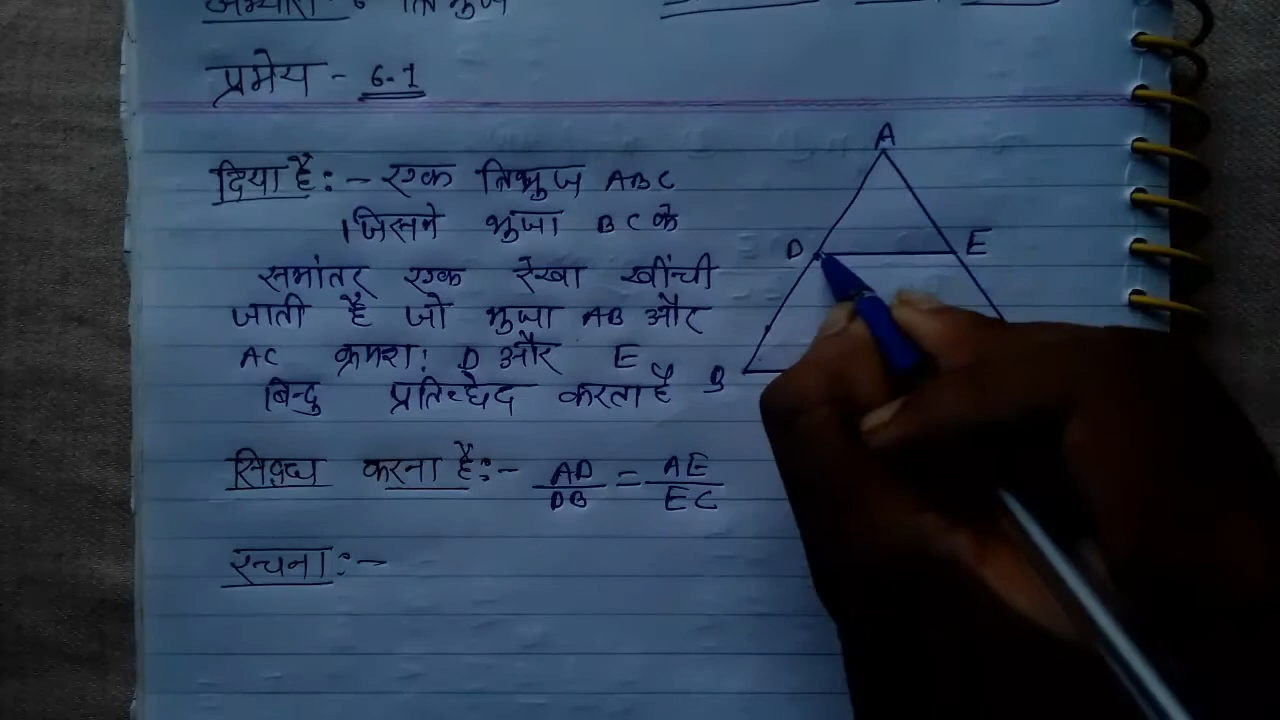 प्रमेय - 6.1
A
दिया है:- एक त्रिभुज ABC
जिसमे भुजा BC के
D E
समांतर एक रेखा खींची
जाती है जो भुजा AB और
AC क्रमश: D और E
B
बिन्दु प्रतिच्छेद करता है
सिद्ध करना है:- AD/DB = AE/EC
रचना:-